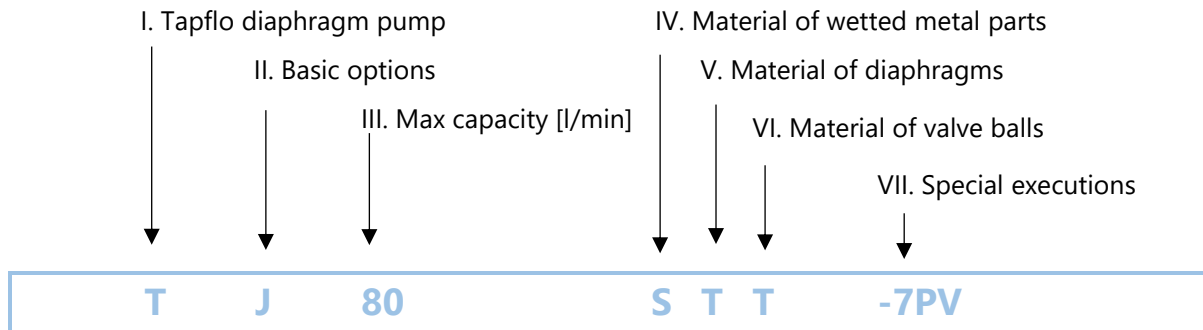 I. Tapflo diaphragm pump
IV. Material of wetted metal parts
II. Basic options
V. Material of diaphragms
III. Max capacity [l/min]
VI. Material of valve balls
VII. Special executions
T J 80 S T T -7PV